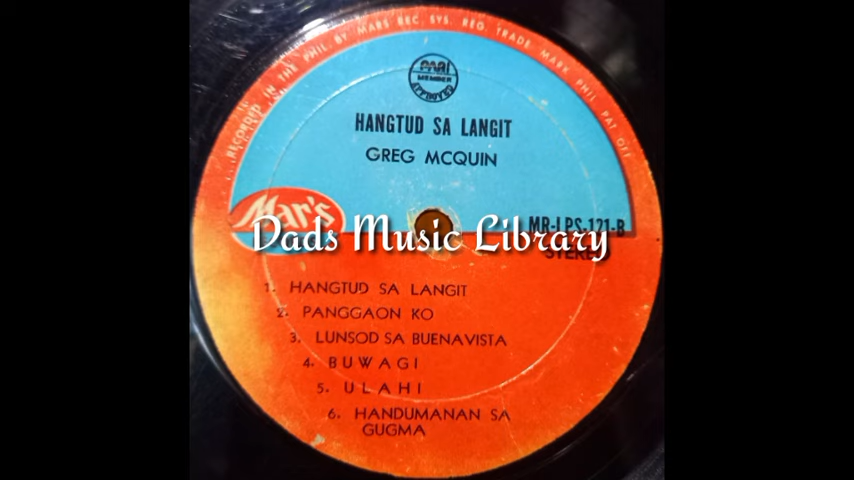 RECORDED IN THE PHIL. BY MARS REC. SYS. REG. TRADE MARK PHIL. PAT OFF.
PARI
MEMBER
APPROVED
HANGTUD SA LANGIT
GREG MCQUIN
Mar's
MR-LPS-121-B
Dads Music Library
STEREO
1. HANGTUD SA LANGIT
2. PANGGAON KO
3. LUNSOD SA BUENAVISTA
4. BUWAGI
5. ULAHI
6. HANDUMANAN SA
GUGMA